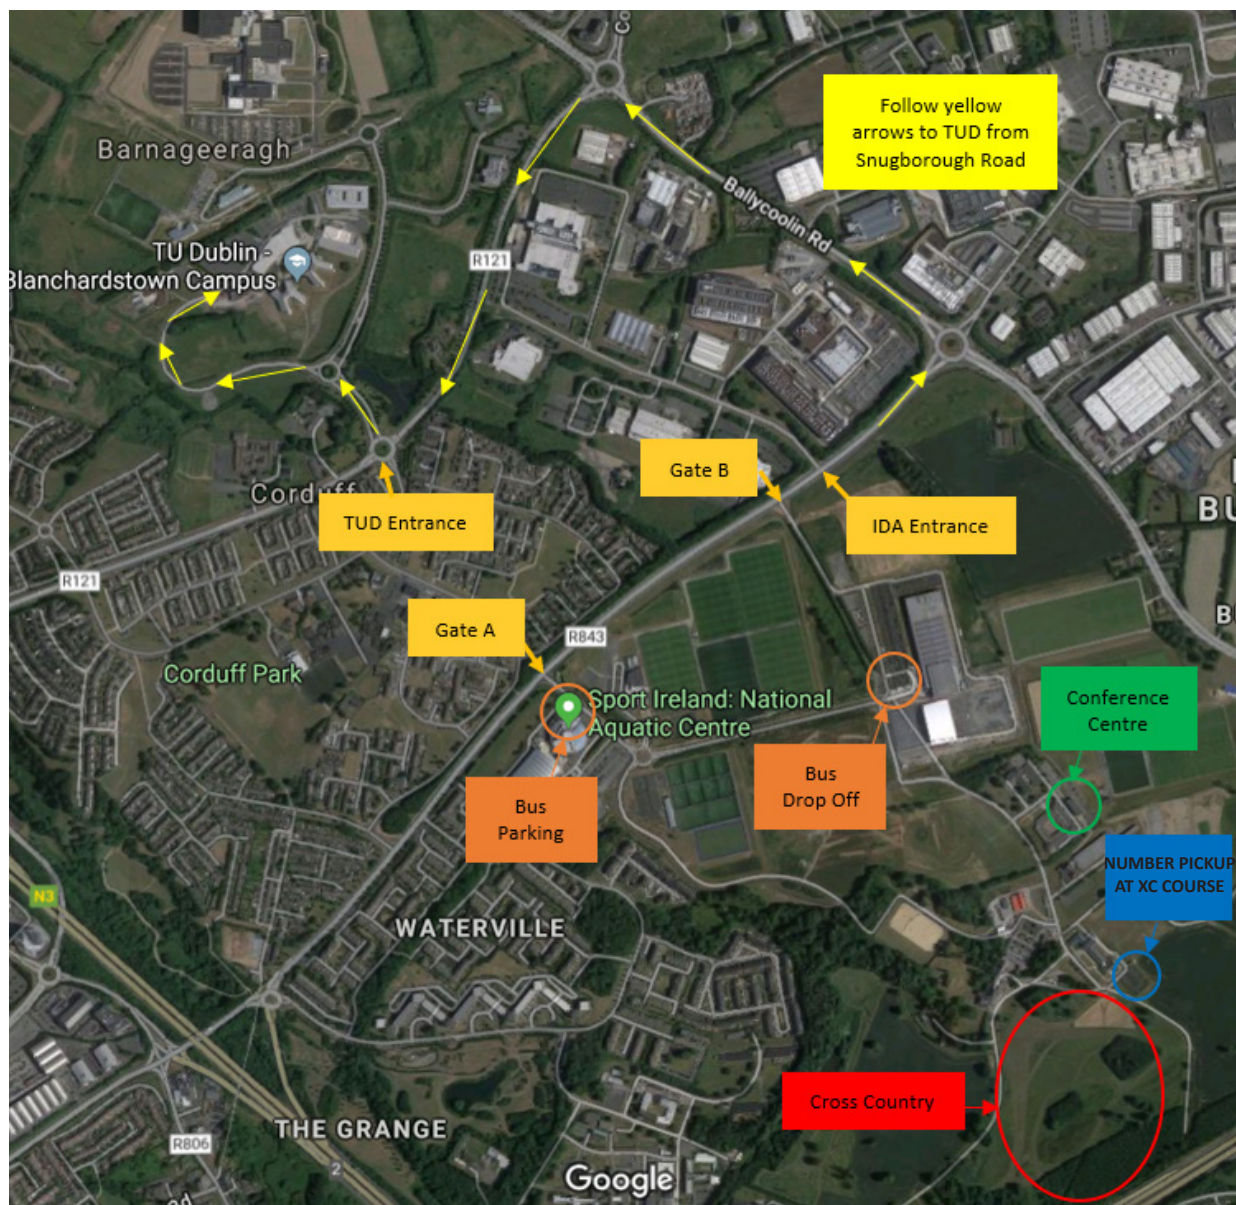 Follow yellow
arrows to TUD from
Snugborough Road
Barnageeragh
Ballycoolin Rd
TU Dublin -
Blanchardstown Campus
R121
Gate B
Corduff
TUD Entrance
IDA Entrance
R121
Gate A
R843
Corduff Park
Sport Ireland: National
Aquatic Centre
Conference
Centre
Bus
Drop Off
Bus
Parking
NUMBER PICKUP
AT XC COURSE
N3
WATERVILLE
Cross Country
THE GRANGE
R806
2
Google